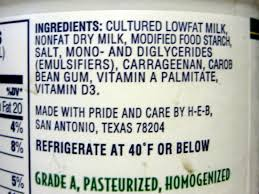 INGREDIENTS: CULTURED LOWFAT MILK,
NONFAT DRY MILK, MODIFIED FOOD STARCH,
SALT, MONO- AND DIGLYCERIDES
(EMULSIFIERS), CARRAGEENAN, CAROB
BEAN GUM, VITAMIN A PALMITATE,
VITAMIN D3.
MADE WITH PRIDE AND CARE BY H-E-B,
SAN ANTONIO, TEXAS 78204
REFRIGERATE AT 40°F OR BELOW
GRADE A, PASTEURIZED, HOMOGENIZED
%DV*
Fat 20
4%
8%
5%